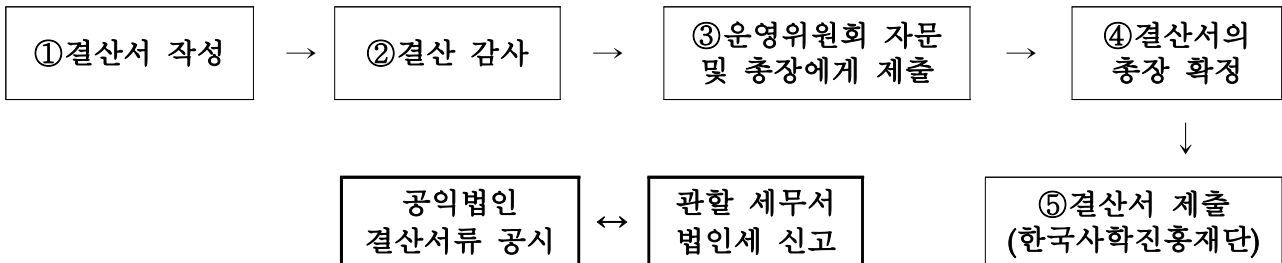 ①결산서 작성
→
②결산 감사
→
③운영위원회 자문
및 총장에게 제출
→
④결산서의
총장 확정
↓
공익법인
결산서류 공시
↔
관할 세무서
법인세 신고
⑤결산서 제출
(한국사학진흥재단)